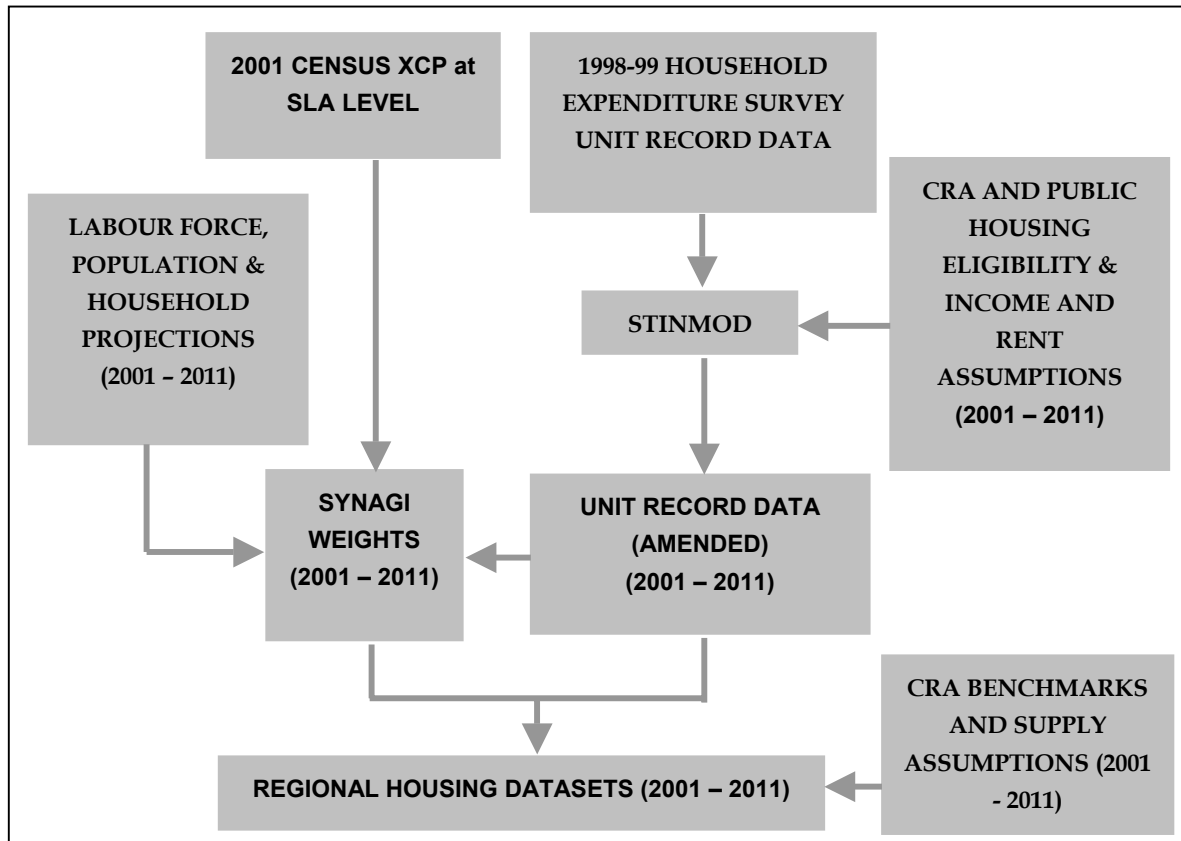 2001 CENSUS XCP at
SLA LEVEL
1998-99 HOUSEHOLD
EXPENDITURE SURVEY
UNIT RECORD DATA
CRA AND PUBLIC
HOUSING
ELIGIBILITY &
INCOME AND
RENT
ASSUMPTIONS
(2001 – 2011)
LABOUR FORCE,
POPULATION &
HOUSEHOLD
PROJECTIONS
(2001 – 2011)
STINMOD
SYNAGI
WEIGHTS
(2001 – 2011)
UNIT RECORD DATA
(AMENDED)
(2001 – 2011)
CRA BENCHMARKS
AND SUPPLY
ASSUMPTIONS (2001
- 2011)
REGIONAL HOUSING DATASETS (2001 – 2011)